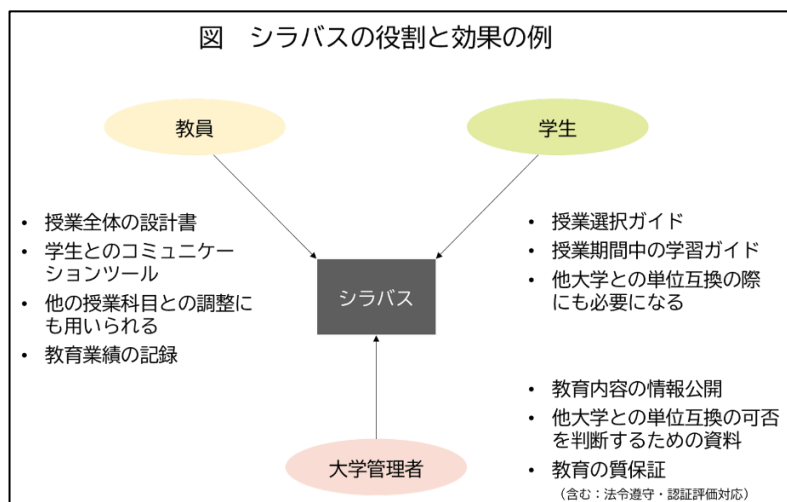 図　シラバスの役割と効果の例
教員
学生
• 授業全体の設計書
• 学生とのコミュニケー
ションツール
• 他の授業科目との調整に
も用いられる
• 教育業績の記録
• 授業選択ガイド
• 授業期間中の学習ガイド
• 他大学との単位互換の際
にも必要になる
シラバス
• 教育内容の情報公開
• 他大学との単位互換の可否
を判断するための資料
• 教育の質保証
（含む：法令遵守・認証評価対応）
大学管理者